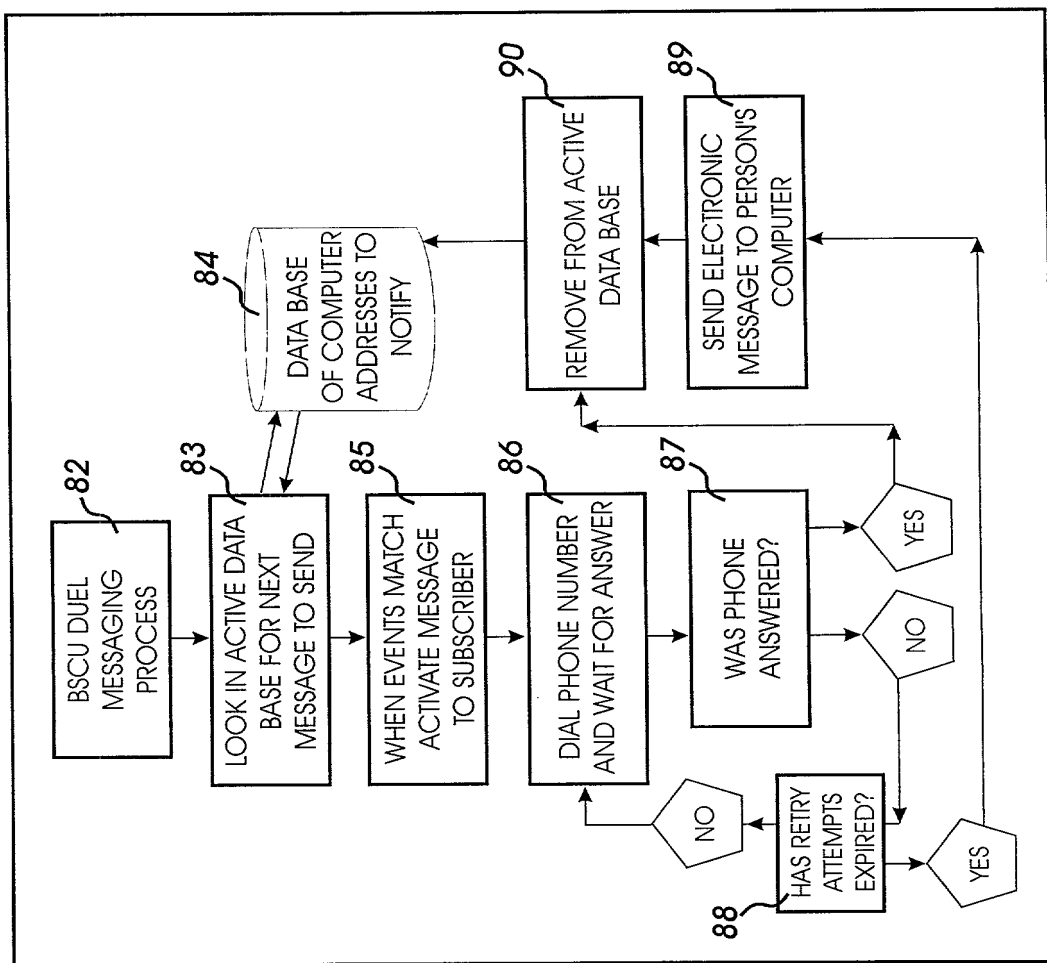 82
BSCU DUEL
MESSAGING
PROCESS
83
LOOK IN ACTIVE DATA
BASE FOR NEXT
MESSAGE TO SEND
84
DATA BASE
OF COMPUTER
ADDRESSES TO
NOTIFY
85
WHEN EVENTS MATCH
ACTIVATE MESSAGE
TO SUBSCRIBER
86
DIAL PHONE NUMBER
AND WAIT FOR ANSWER
87
WAS PHONE
ANSWERED?
NO
YES
88
HAS RETRY
ATTEMPTS
EXPIRED?
NO
YES
89
SEND ELECTRONIC
MESSAGE TO PERSON'S
COMPUTER
90
REMOVE FROM ACTIVE
DATA BASE